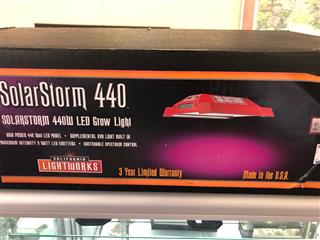 SolarStorm 440
SOLARSTORM 440W LED Grow Light
HIGH POWER 440 Watt LED PANEL • SUPPLEMENTAL UVB LIGHT BUILT IN
MAXIMUM INTENSITY 5 WATT LED EMITTERS • SWITCHABLE SPECTRUM CONTROL
CALIFORNIA
LIGHTWORKS
3 Year Limited Warranty
Made in the U.S.A.